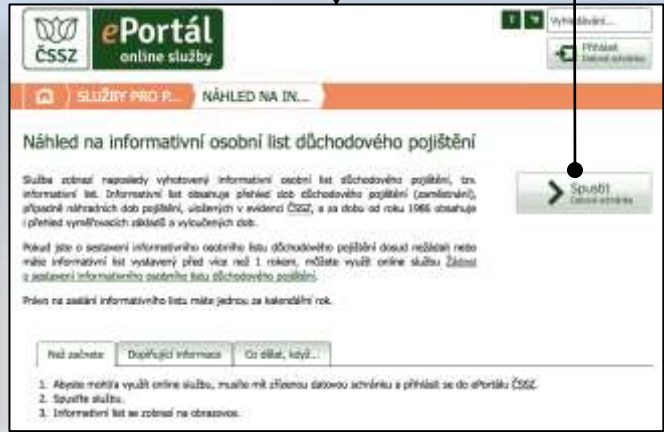 ČSSZ
ePortál
online služby
Vyhledávání...
Přihlásit
Datová schránka
SLUŽBY PRO P...
NÁHLED NA IN...
Náhled na informativní osobní list důchodového pojištění
Služba zobrazí naposledy vyhotovený informativní osobní list důchodového pojištění, tzv.
informativní list. Informativní list obsahuje přehled dob důchodového pojištění (zaměstnání),
případně náhradních dob pojištění, uložených v evidenci ČSSZ, a za dobu od roku 1986 obsahuje
i přehled vyměřovacích základů a vyloučených dob.
Spustit
Datová schránka
Pokud jste o sestavení informativního osobního listu důchodového pojištění dosud nežádali nebo
máte informativní list vystavený před více než 1 rokem, můžete využít online službu Žádost
o sestavení informativního osobního listu důchodového pojištění.
Právo na zaslání informativního listu máte jednou za kalendářní rok.
Než začnete
Doplňující informace
Co dělat, když...
1. Abyste mohl/a využít online službu, musíte mít zřízenou datovou schránku a přihlásit se do ePortálu ČSSZ.
2. Spusťte službu.
3. Informativní list se zobrazí na obrazovce.